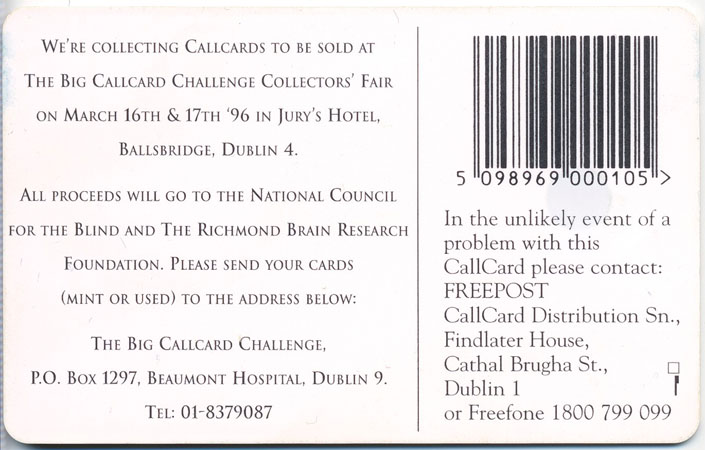 We're collecting Callcards to be sold at
The Big Callcard Challenge Collectors' Fair
on March 16th & 17th '96 in Jury's Hotel,
Ballsbridge, Dublin 4.
All proceeds will go to the National Council
for the Blind and The Richmond Brain Research
Foundation. Please send your cards
(mint or used) to the address below:
The Big Callcard Challenge,
P.O. Box 1297, Beaumont Hospital, Dublin 9.
Tel: 01-8379087
5 098969 000105 >
In the unlikely event of a
problem with this
CallCard please contact:
FREEPOST
CallCard Distribution Sn.,
Findlater House,
Cathal Brugha St.,
Dublin 1
or Freefone 1800 799 099